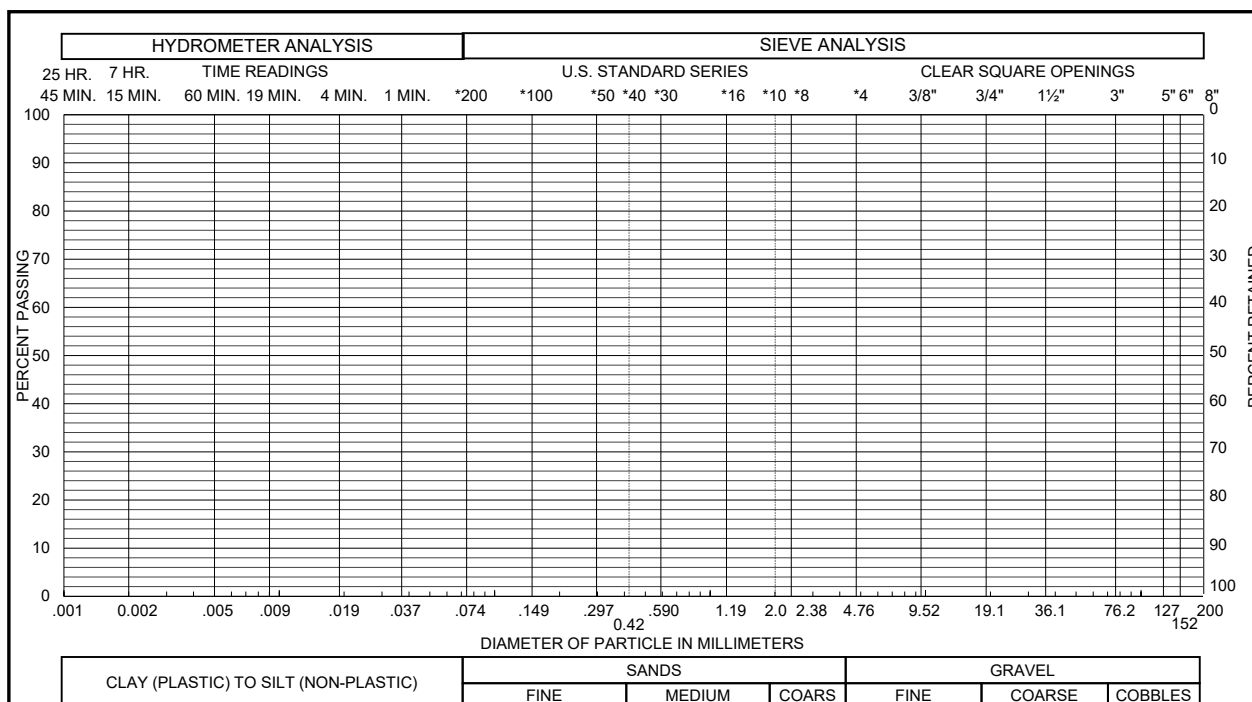 HYDROMETER ANALYSIS SIEVE ANALYSIS
25 HR. 7 HR. TIME READINGS U.S. STANDARD SERIES CLEAR SQUARE OPENINGS
45 MIN. 15 MIN. 60 MIN. 19 MIN. 4 MIN. 1 MIN. *200 *100 *50 *40 *30 *16 *10 *8 *4 3/8" 3/4" 1½" 3" 5" 6" 8"
100 0
90 10
80 20
70 30
60 40
50 50
40 60
30 70
20 80
10 90
0 100
PERCENT PASSING
PERCENT RETAINED
.001 0.002 .005 .009 .019 .037 .074 .149 .297 .590 1.19 2.0 2.38 4.76 9.52 19.1 36.1 76.2 127 200
0.42 152
DIAMETER OF PARTICLE IN MILLIMETERS
CLAY (PLASTIC) TO SILT (NON-PLASTIC) SANDS GRAVEL
FINE MEDIUM COARS FINE COARSE COBBLES